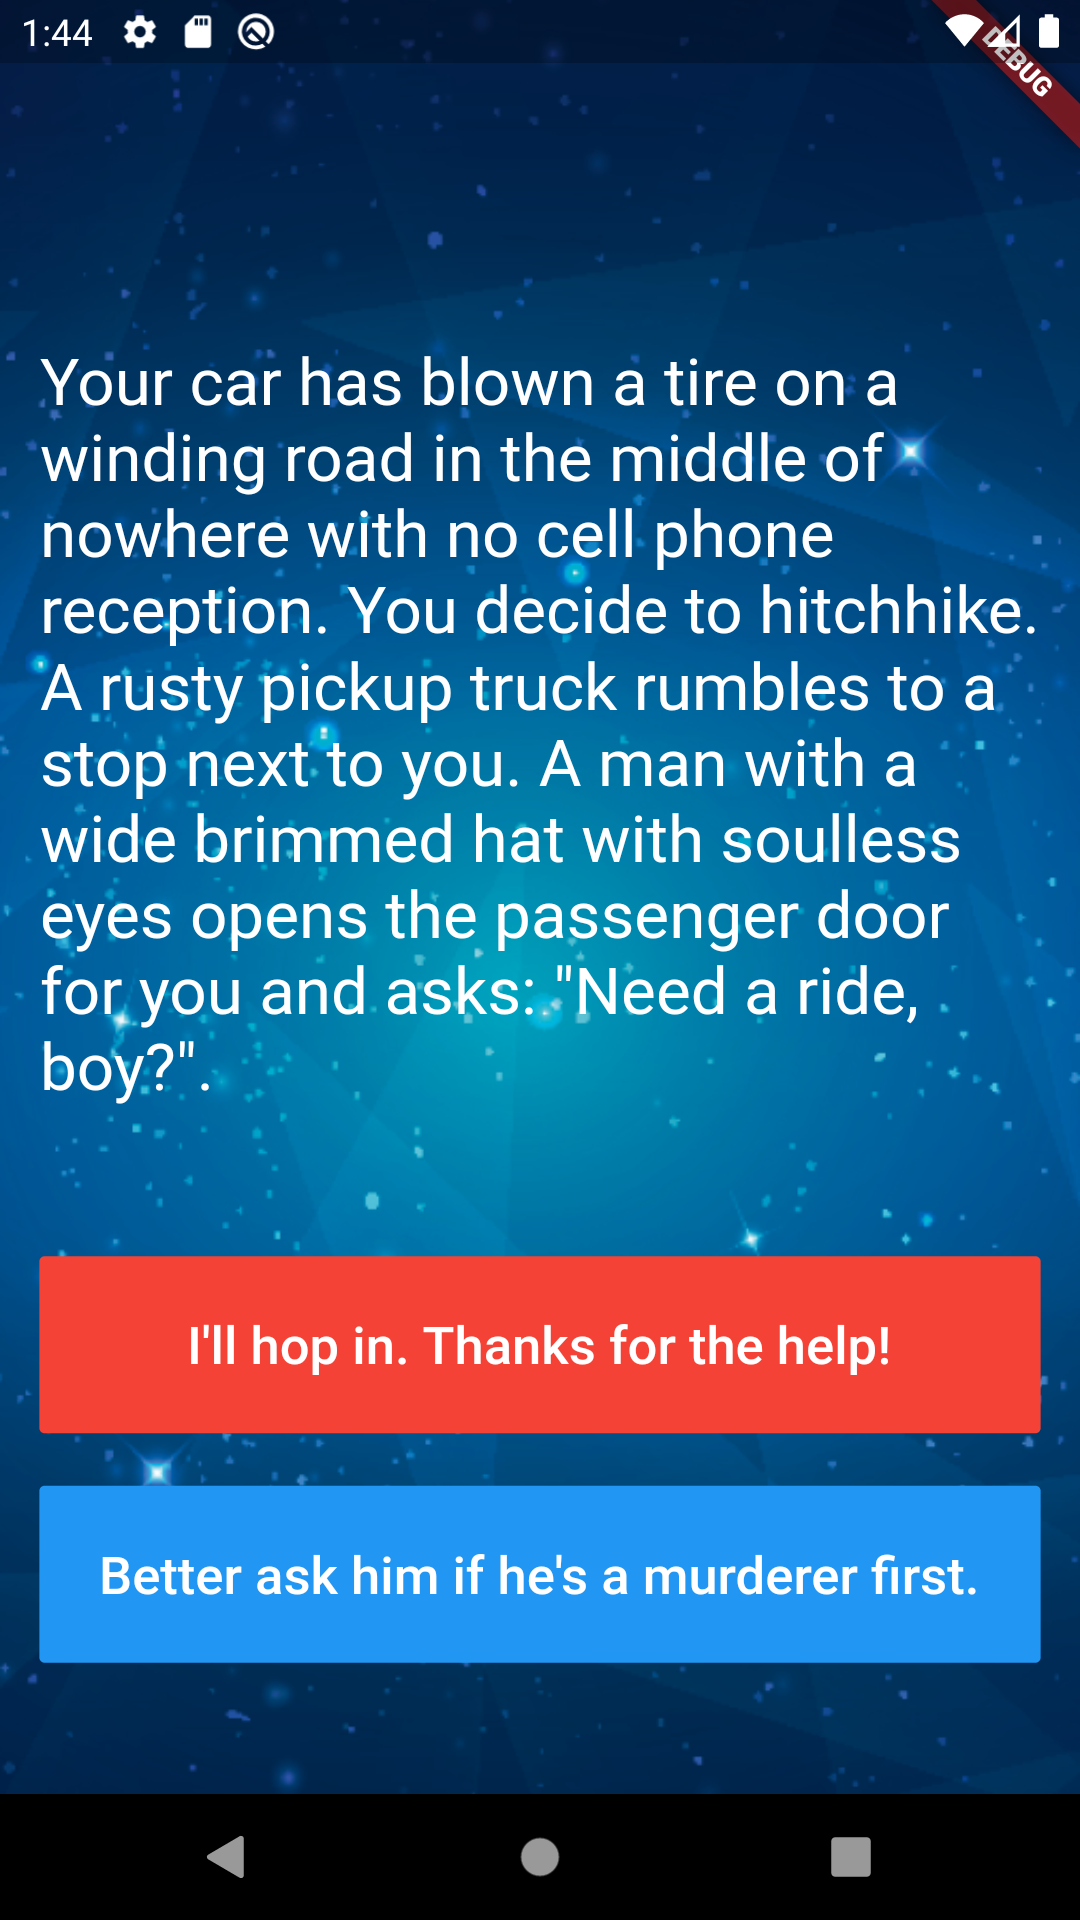 1:44
DEBUG
Your car has blown a tire on a
winding road in the middle of
nowhere with no cell phone
reception. You decide to hitchhike.
A rusty pickup truck rumbles to a
stop next to you. A man with a
wide brimmed hat with soulless
eyes opens the passenger door
for you and asks: "Need a ride,
boy?".
I'll hop in. Thanks for the help!
Better ask him if he's a murderer first.